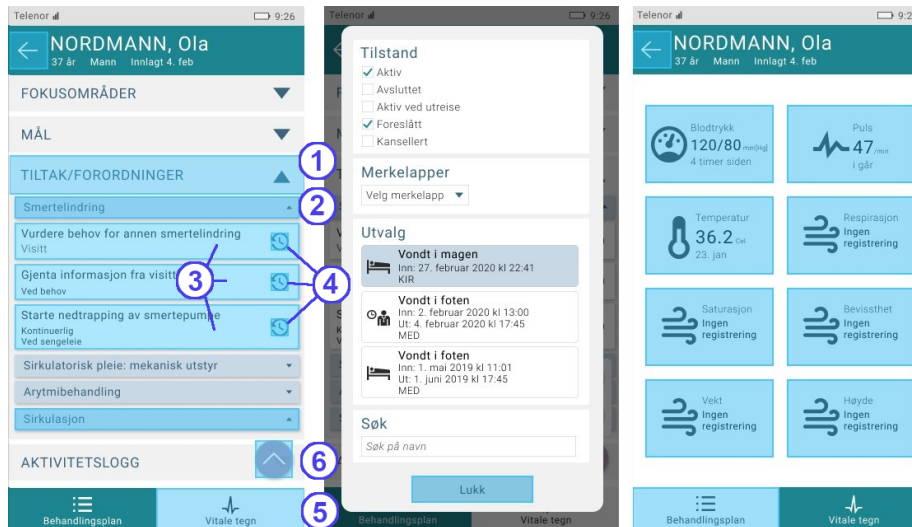 Telenor 9:26
NORDMANN, Ola
37 år Mann Innlagt 4. feb
FOKUSOMRÅDER
MÅL
TILTAK/FORORDNINGER
1
Smertelindring
2
Vurdere behov for annen smertelindring
Visitt
Gjenta informasjon fra visitt
Ved behov
3
4
Starte nedtrapping av smertepumpe
Kontinuerlig
Ved sengeleie
Sirkulatorisk pleie: mekanisk utstyr
Arytmibehandling
Sirkulasjon
AKTIVITETSLOGG
6
Behandlingsplan Vitale tegn
5
Telenor 9:26
Tilstand
Aktiv
Avsluttet
Aktiv ved utreise
Foreslått
Kansellert
Merkelapper
Velg merkelapp
Utvalg
Vondt i magen
Inn: 27. februar 2020 kl 22:41
KIR
Vondt i foten
Inn: 2. februar 2020 kl 13:00
Ut: 4. februar 2020 kl 17:45
MED
Vondt i foten
Inn: 1. mai 2019 kl 11:01
Ut: 1. juni 2019 kl 17:45
MED
Søk
Søk på navn
Lukk
Behandlingsplan Vitale tegn
Telenor 9:2
NORDMANN, Ola
37 år Mann Innlagt 4. feb
Blodtrykk
120/80 mm[Hg]
4 timer siden
Puls
47 /min
i går
Temperatur
36.2 Cel
23. jan
Respirasjon
Ingen
registrering
Saturasjon
Ingen
registrering
Bevissthet
Ingen
registrering
Vekt
Ingen
registrering
Høyde
Ingen
registrering
Behandlingsplan Vitale tegn